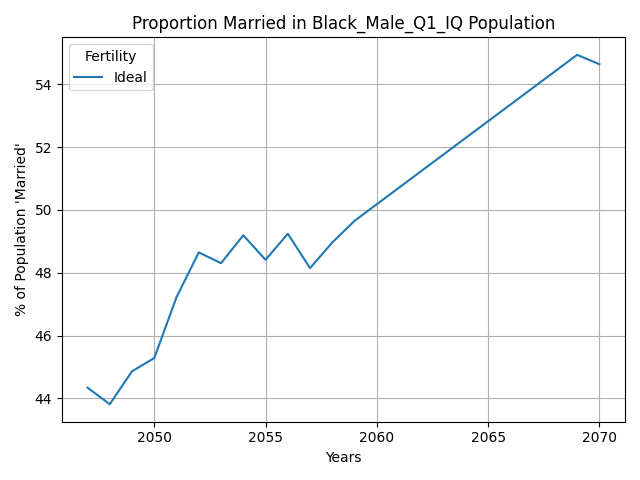 Proportion Married in Black_Male_Q1_IQ Population
Fertility
Ideal
% of Population 'Married'
54
52
50
48
46
44
2050
2055
2060
2065
2070
Years